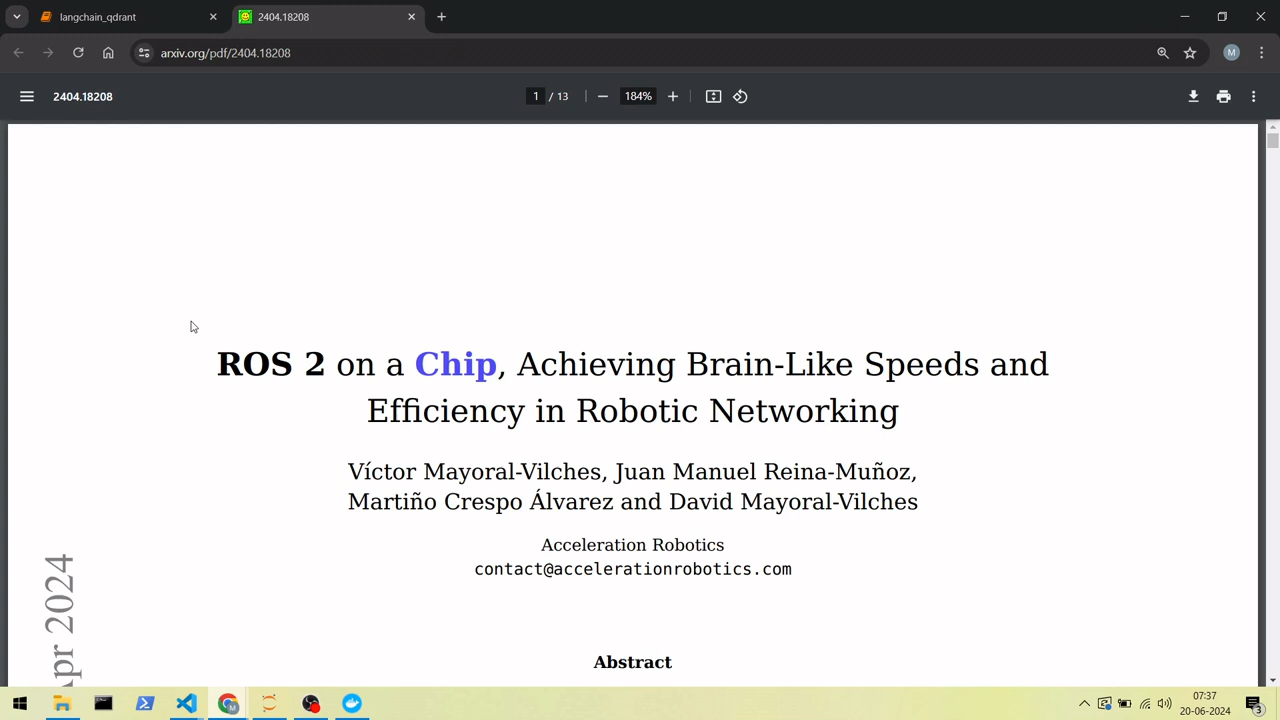 langchain_qdrant
2404.18208
arxiv.org/pdf/2404.18208
M
2404.18208
1 / 13
184%
ROS 2 on a Chip, Achieving Brain-Like Speeds and
Efficiency in Robotic Networking
Víctor Mayoral-Vilches, Juan Manuel Reina-Muñoz,
Martiño Crespo Álvarez and David Mayoral-Vilches
Acceleration Robotics
contact@accelerationrobotics.com
Apr 2024
Abstract
07:37
20-06-2024
3